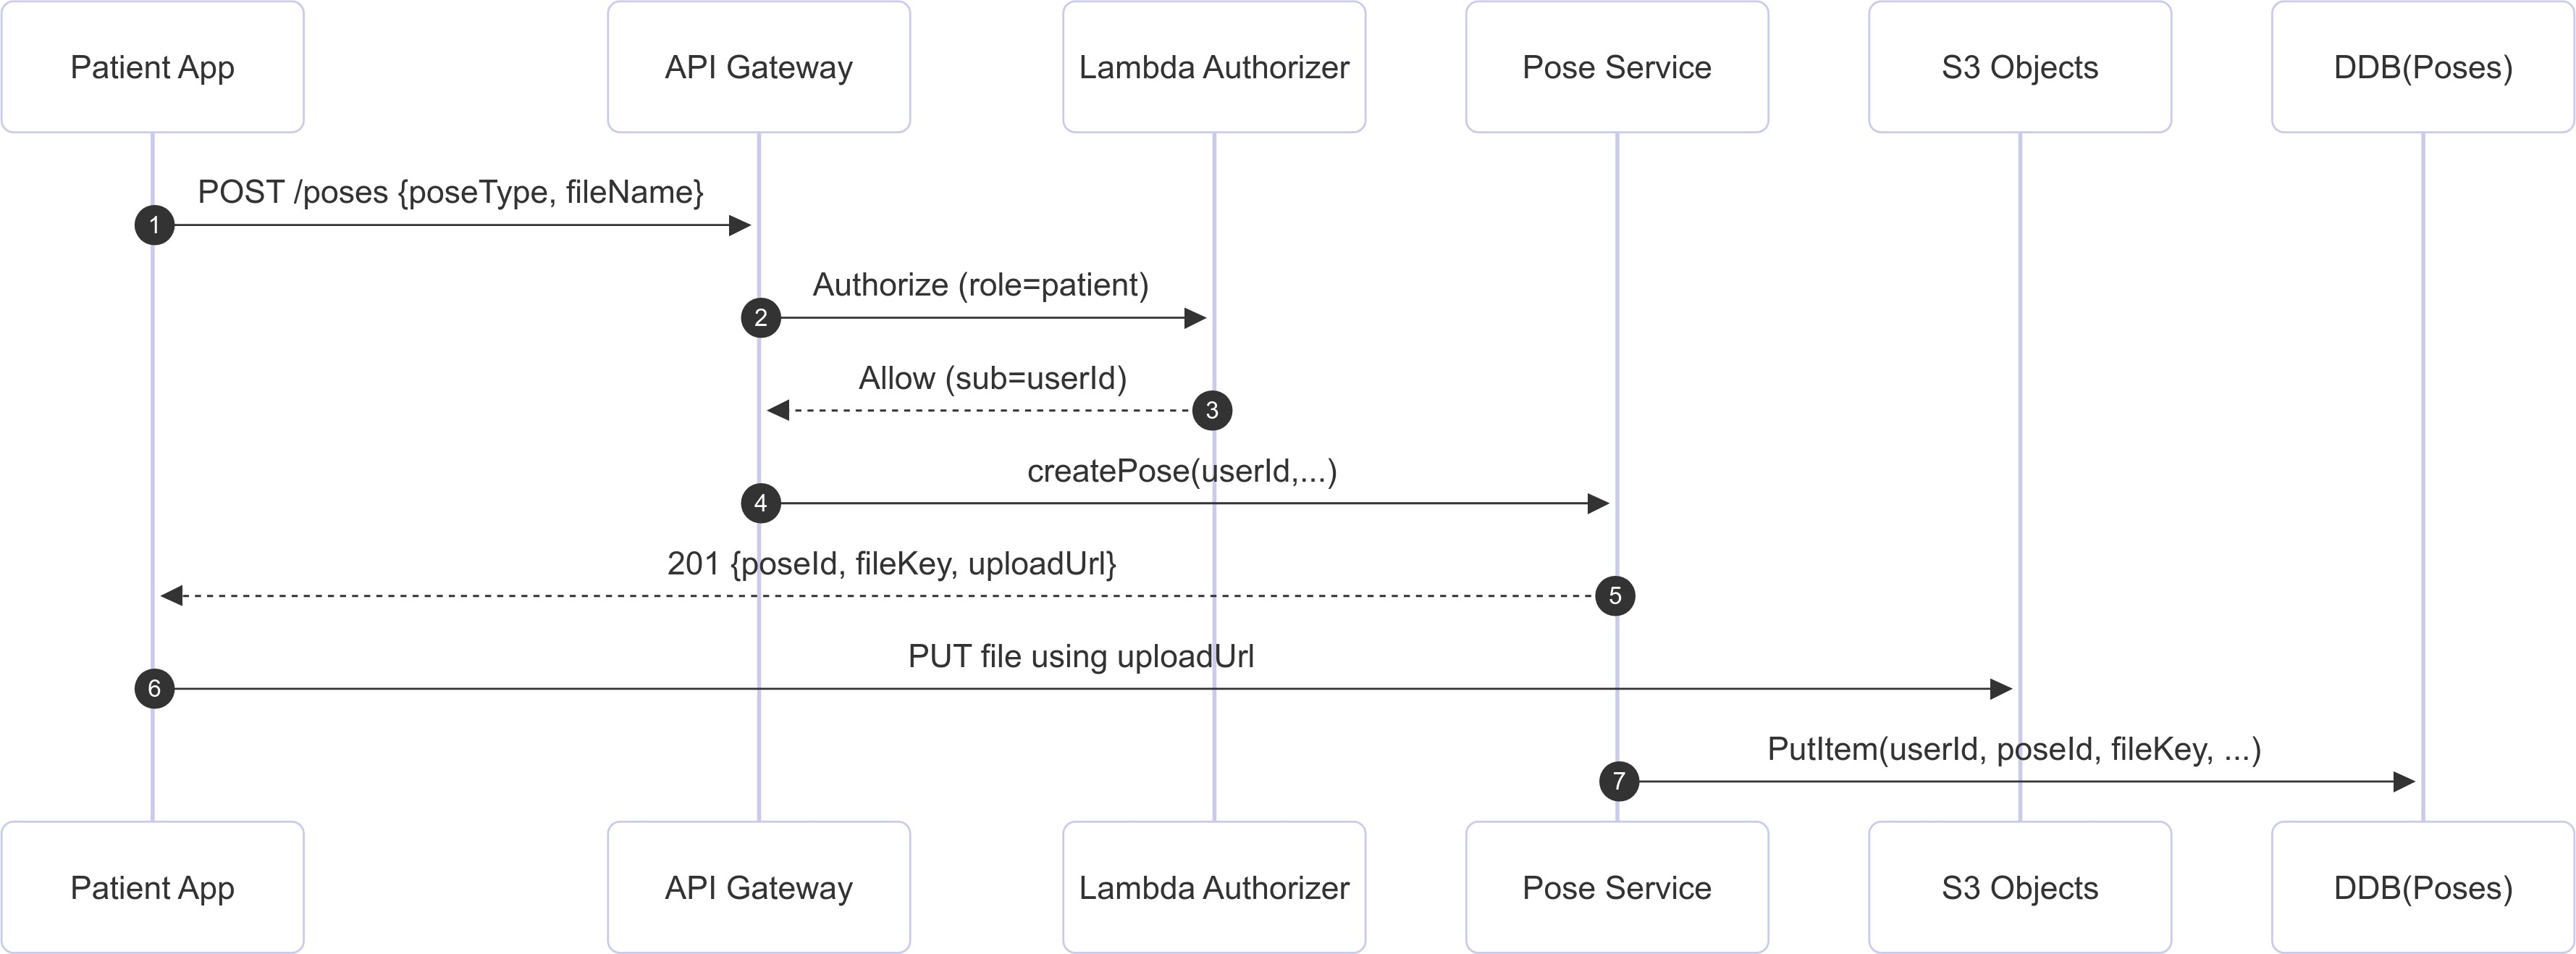 Patient App
API Gateway
Lambda Authorizer
Pose Service
S3 Objects
DDB(Poses)
POST /poses {poseType, fileName}
1
Authorize (role=patient)
2
Allow (sub=userId)
3
createPose(userId,...)
4
201 {poseId, fileKey, uploadUrl}
5
PUT file using uploadUrl
6
PutItem(userId, poseId, fileKey, ...)
7
Patient App
API Gateway
Lambda Authorizer
Pose Service
S3 Objects
DDB(Poses)